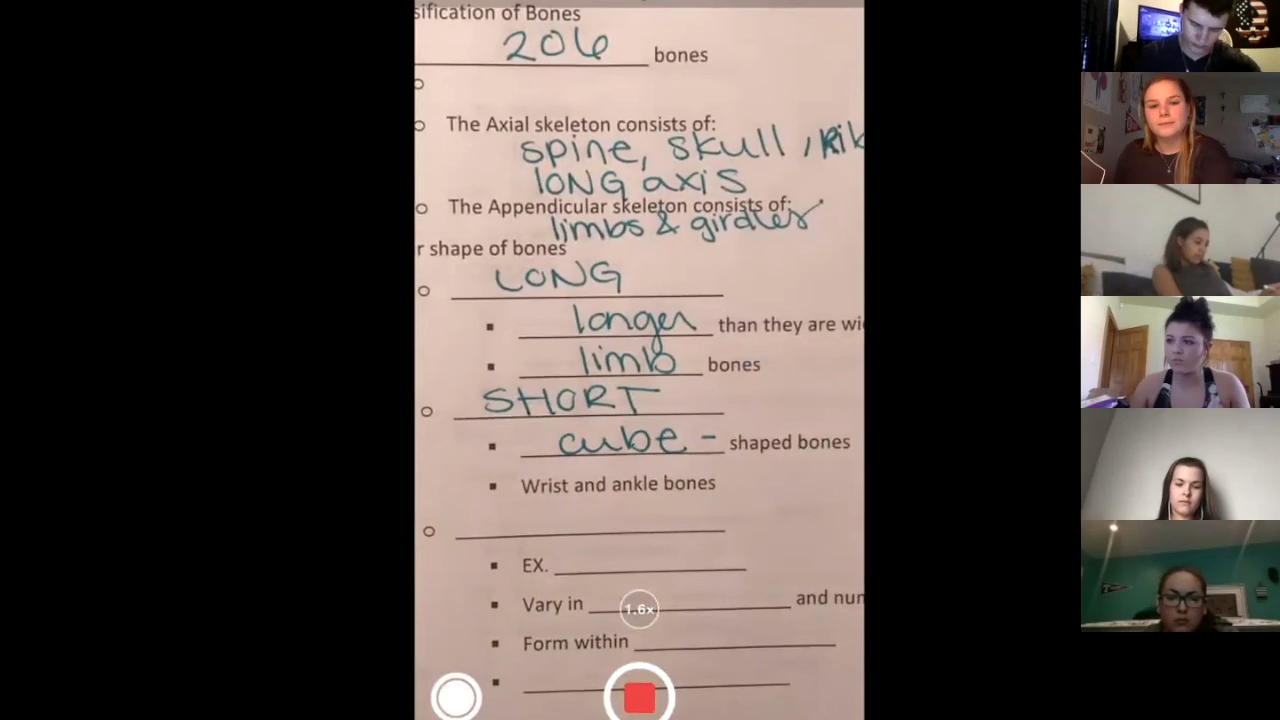 sification of Bones
206 bones
The Axial skeleton consists of:
spine, skull, Rib
LONG axis
The Appendicular skeleton consists of:
limbs & girdles
r shape of bones
LONG
longer than they are wi
limb bones
SHORT
cube - shaped bones
Wrist and ankle bones
EX.
Vary in and num
Form within
1.6x